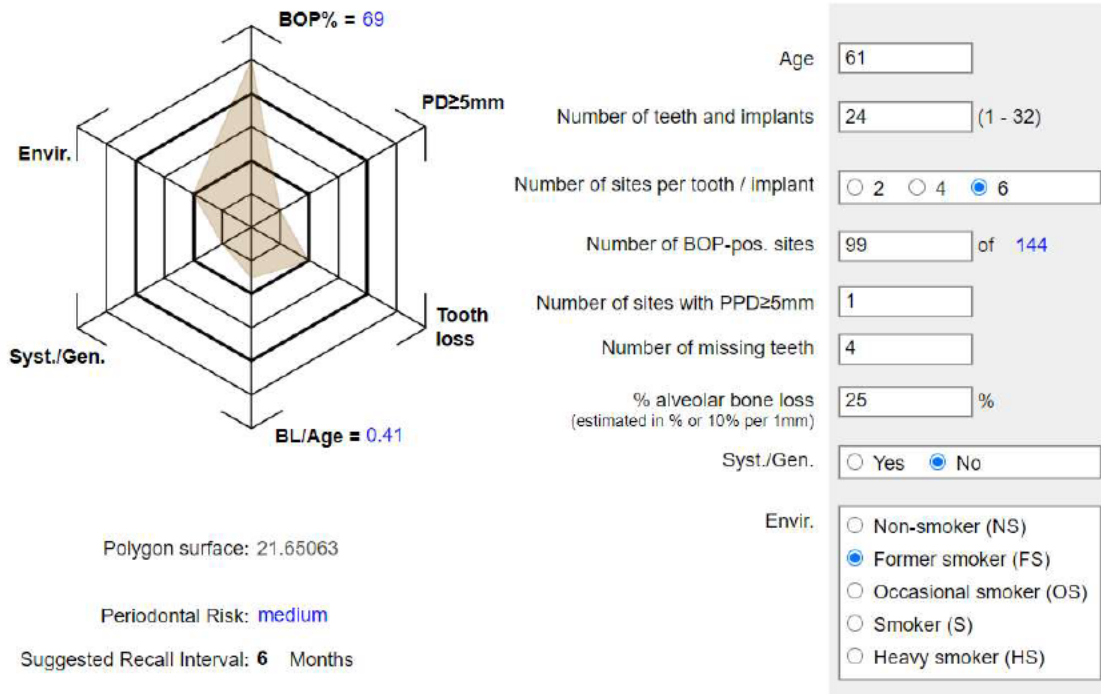 BOP% = 69
PD≥5mm
Envir.
Tooth
loss
Syst./Gen.
BL/Age = 0.41
Polygon surface: 21.65063
Periodontal Risk: medium
Suggested Recall Interval: 6 Months
Age 61
Number of teeth and implants 24 (1 - 32)
Number of sites per tooth / implant 2 4 6
Number of BOP-pos. sites 99 of 144
Number of sites with PPD≥5mm 1
Number of missing teeth 4
% alveolar bone loss 25 %
(estimated in % or 10% per 1mm)
Syst./Gen. Yes No
Envir. Non-smoker (NS)
Former smoker (FS)
Occasional smoker (OS)
Smoker (S)
Heavy smoker (HS)